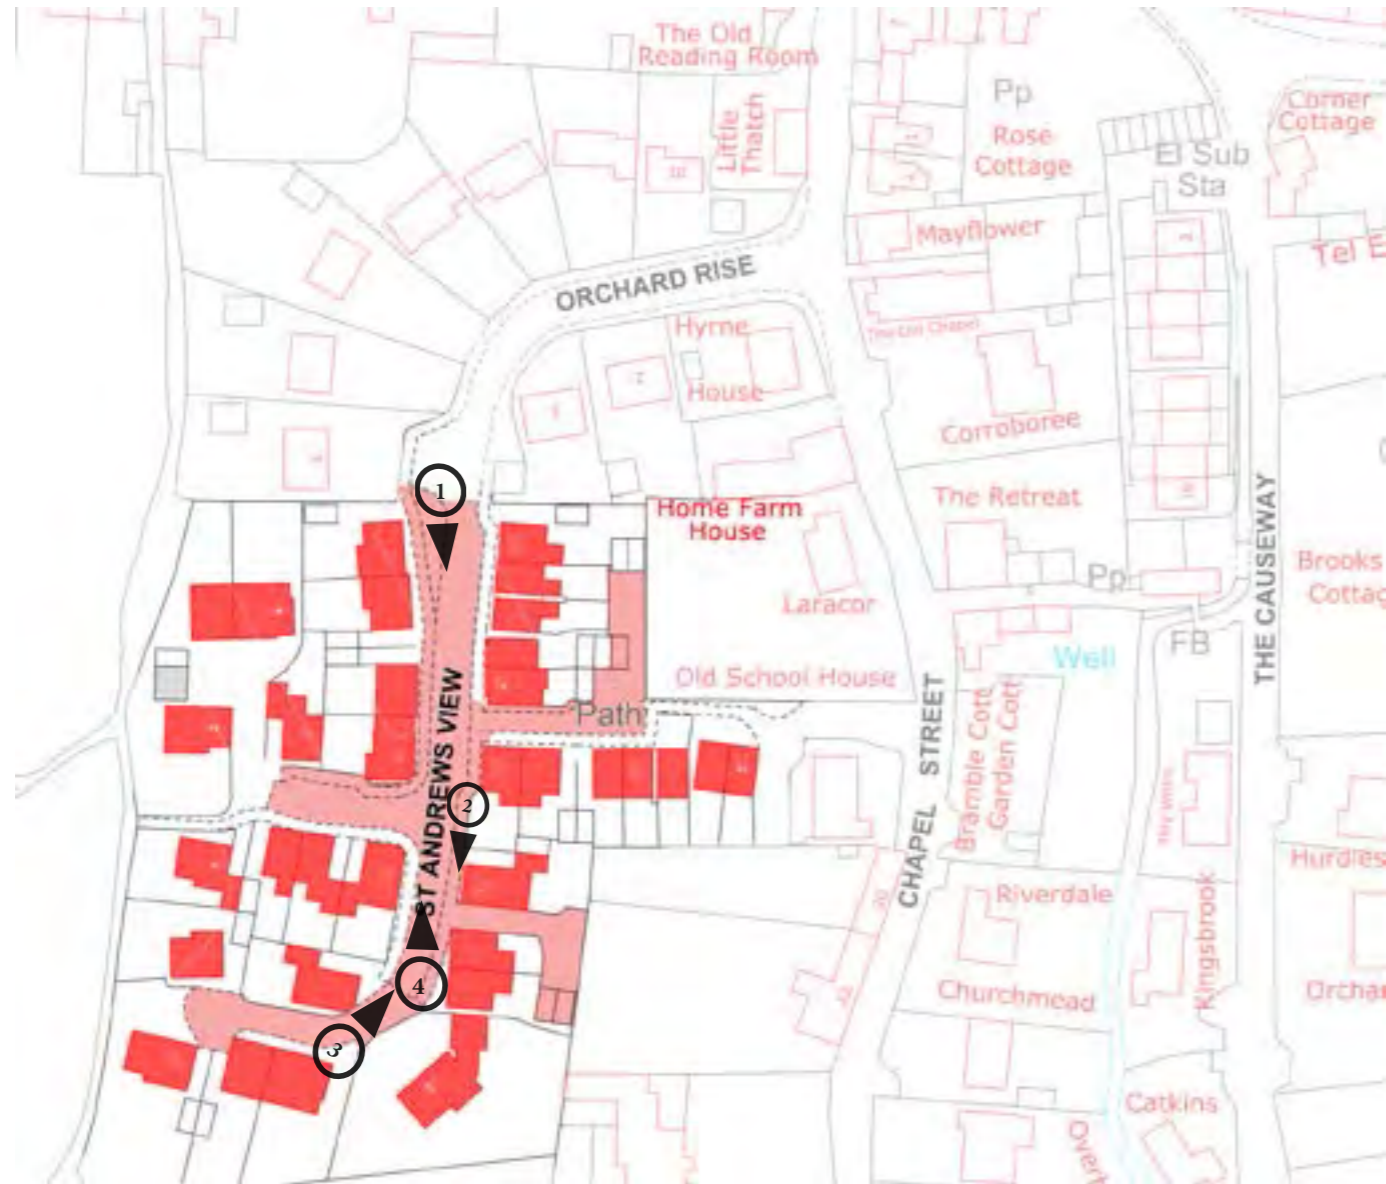 The Old
Reading Room
Little
Thatch
Pp
Rose
Cottage
Corner
Cottage
El Sub
Sta
Mayflower
Tel E
ORCHARD RISE
Hyrne
House
The Old Chapel
Corroboree
1
Home Farm
House
The Retreat
Laracor
Pp
Brooks
Cottag
THE CAUSEWAY
FB
Well
Old School House
Path
ST ANDREWS VIEW
2
CHAPEL STREET
Bramble Cott
Garden Cott
Hurdles
Riverdale
Kingsbrook
Churchmead
Orchar
4
3
Catkins
Overt